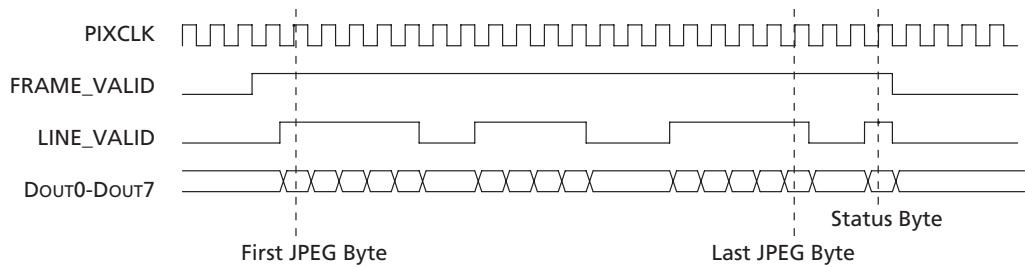 PIXCLK
FRAME_VALID
LINE_VALID
DOUT0-DOUT7
Status Byte
First JPEG Byte
Last JPEG Byte